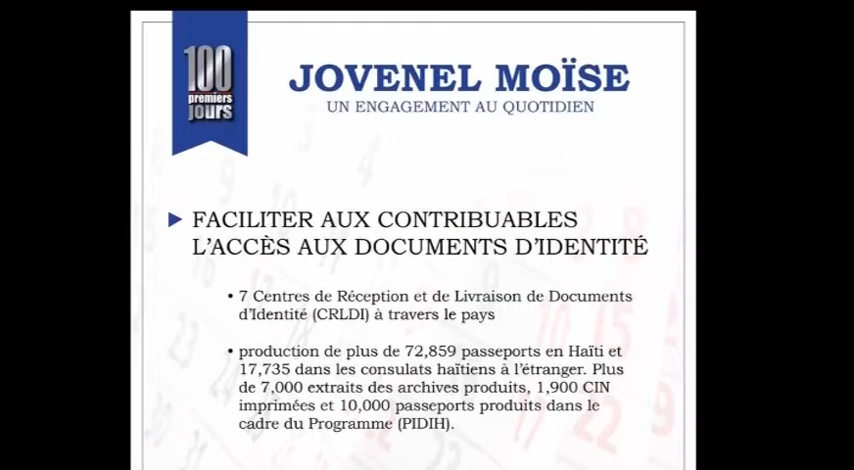 100
premiers
jours
JOVENEL MOÏSE
UN ENGAGEMENT AU QUOTIDIEN
FACILITER AUX CONTRIBUABLES
L'ACCÈS AUX DOCUMENTS D'IDENTITÉ
• 7 Centres de Réception et de Livraison de Documents
d'Identité (CRLDI) à travers le pays
• production de plus de 72,859 passeports en Haïti et
17,735 dans les consulats haïtiens à l'étranger. Plus
de 7,000 extraits des archives produits, 1,900 CIN
imprimées et 10,000 passeports produits dans le
cadre du Programme (PIDIH).